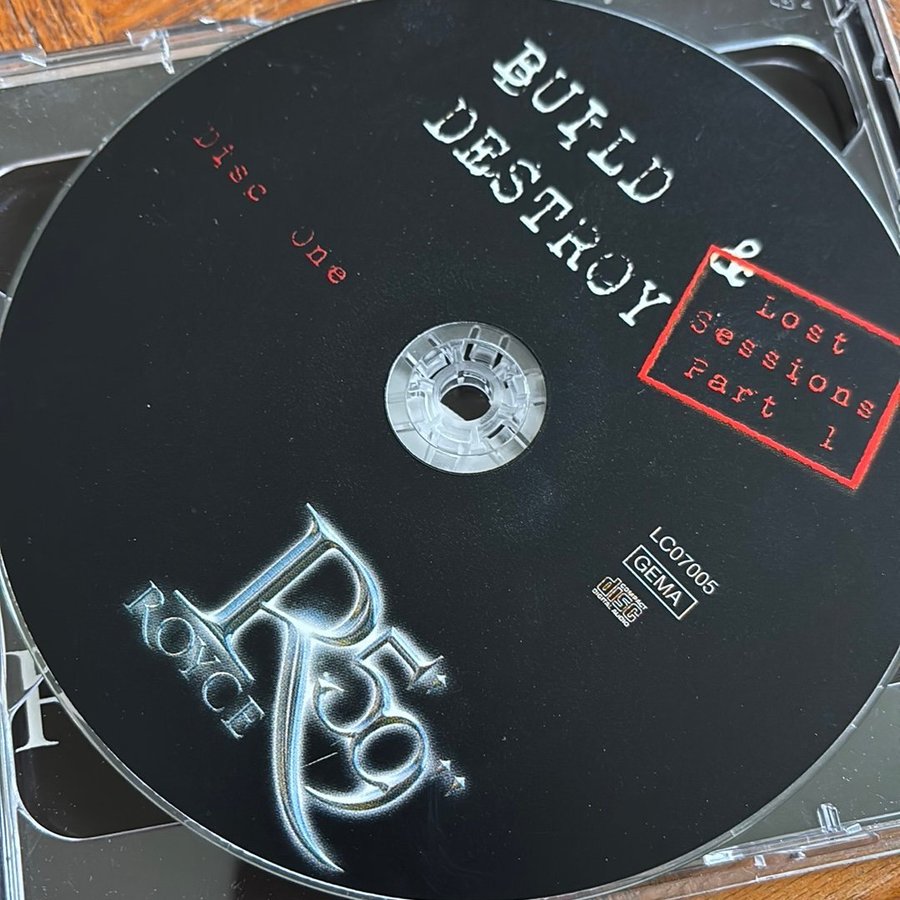 BUILD &
DESTROY
Lost
Sessions
Part 1
Disc One
LC07005
GEMA
COMPACT
disc
DIGITAL AUDIO
R
5'9"
ROYCE